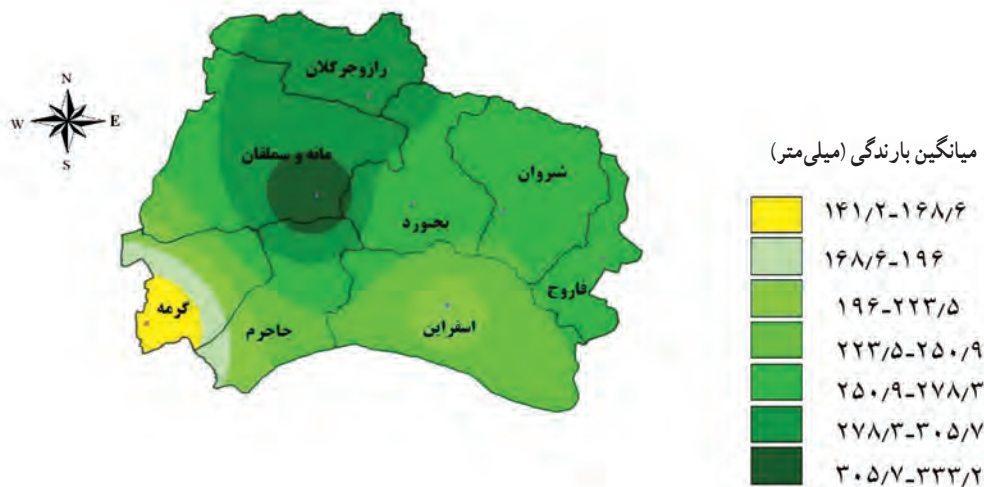 رازوجرگلان
N
W E
S
مانه و سملقان
شیروان
بجنورد
فاروج
گرمه
جاجرم
اسفراین
میانگین بارندگی (میلی‌متر)
۱۴۱/۲-۱۶۸/۶
۱۶۸/۶-۱۹۶
۱۹۶-۲۲۳/۵
۲۲۳/۵-۲۵۰/۹
۲۵۰/۹-۲۷۸/۳
۲۷۸/۳-۳۰۵/۷
۳۰۵/۷-۳۳۳/۲